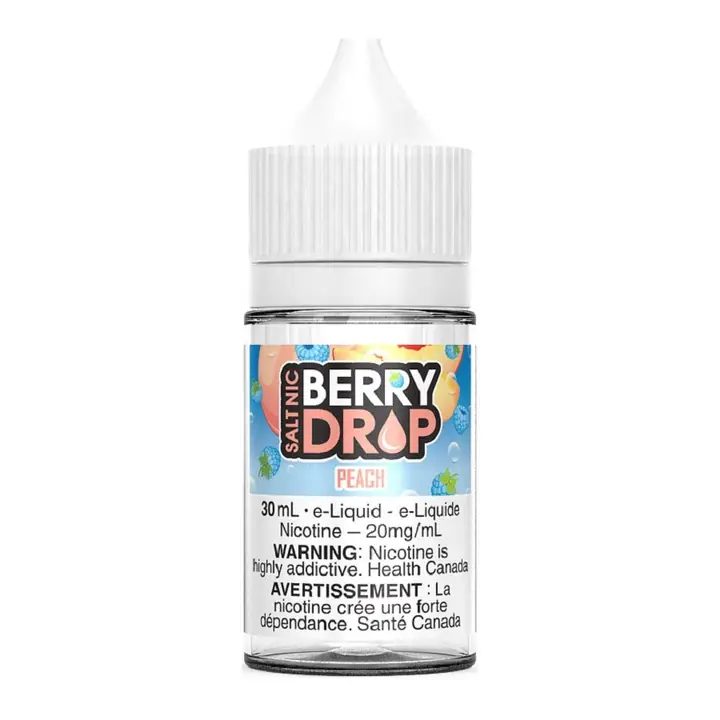 SALT NIC
BERRY
DROP
PEACH
30 mL • e-Liquid - e-Liquide
Nicotine – 20mg/mL
WARNING: Nicotine is
highly addictive. Health Canada
AVERTISSEMENT : La
nicotine crée une forte
dépendance. Santé Canada